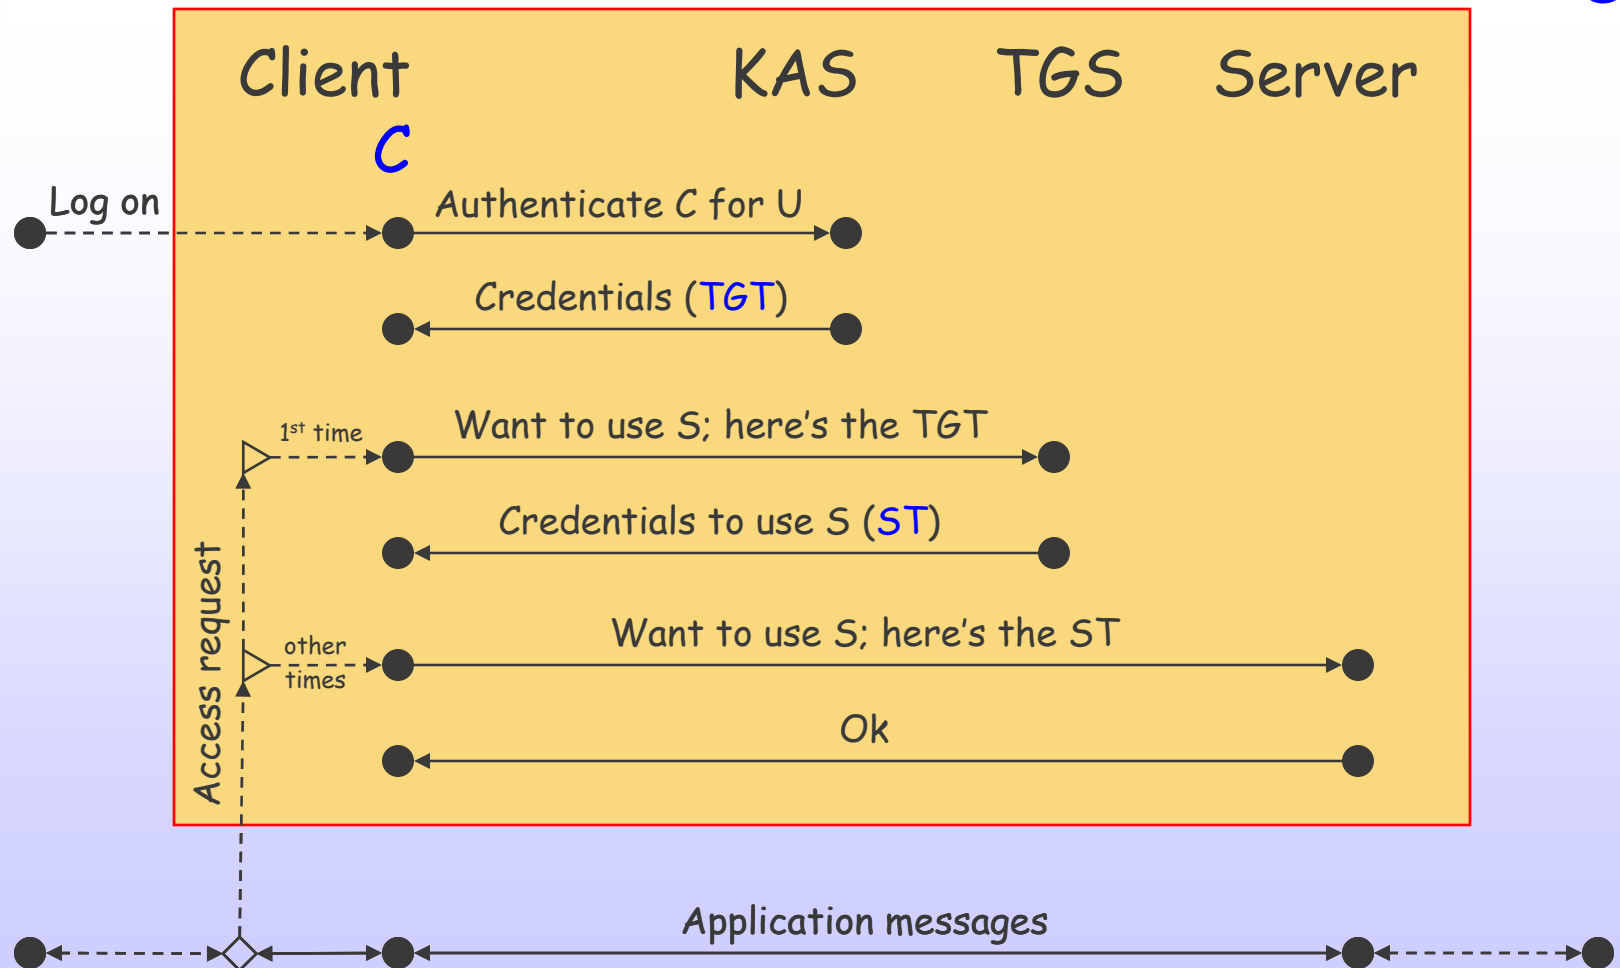 Client KAS TGS Server
C
Log on
Authenticate C for U
Credentials (TGT)
1st time
Want to use S; here's the TGT
Credentials to use S (ST)
Access request
other
times
Want to use S; here's the ST
Ok
Application messages